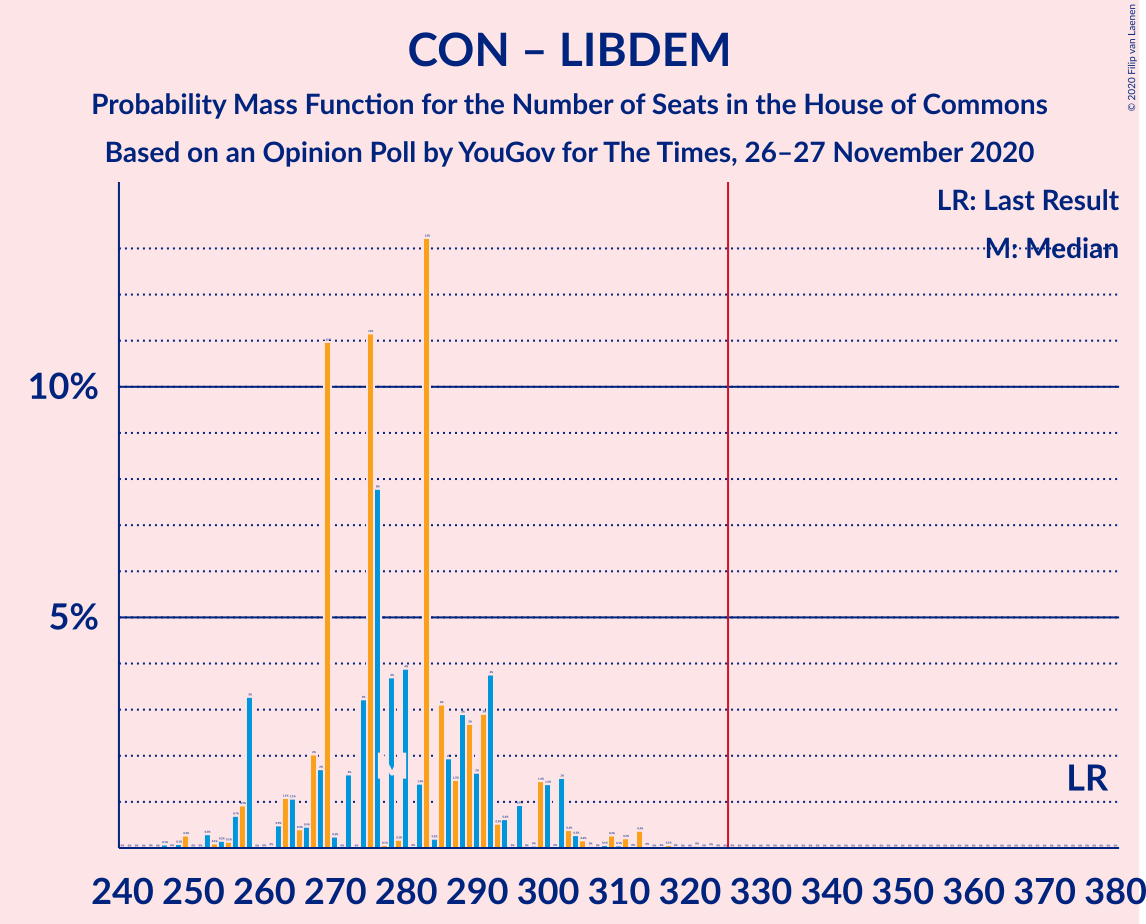 CON – LIBDEM
Probability Mass Function for the Number of Seats in the House of Commons
Based on an Opinion Poll by YouGov for The Times, 26–27 November 2020
© 2020 Filip van Laenen
LR: Last Result
M: Median
10%
5%
M
LR
240 250 260 270 280 290 300 310 320 330 340 350 360 370 380